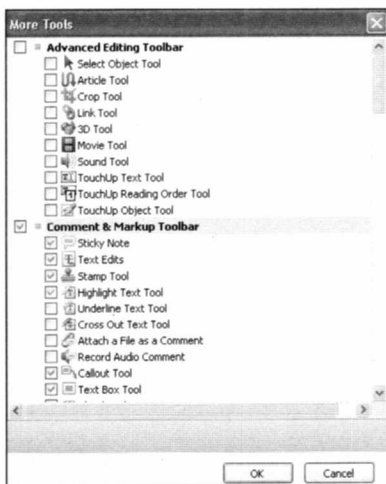 More Tools
Advanced Editing Toolbar
Select Object Tool
Article Tool
Crop Tool
Link Tool
3D Tool
Movie Tool
Sound Tool
TouchUp Text Tool
TouchUp Reading Order Tool
TouchUp Object Tool
Comment & Markup Toolbar
Sticky Note
Text Edits
Stamp Tool
Highlight Text Tool
Underline Text Tool
Cross Out Text Tool
Attach a File as a Comment
Record Audio Comment
Callout Tool
Text Box Tool
OK Cancel